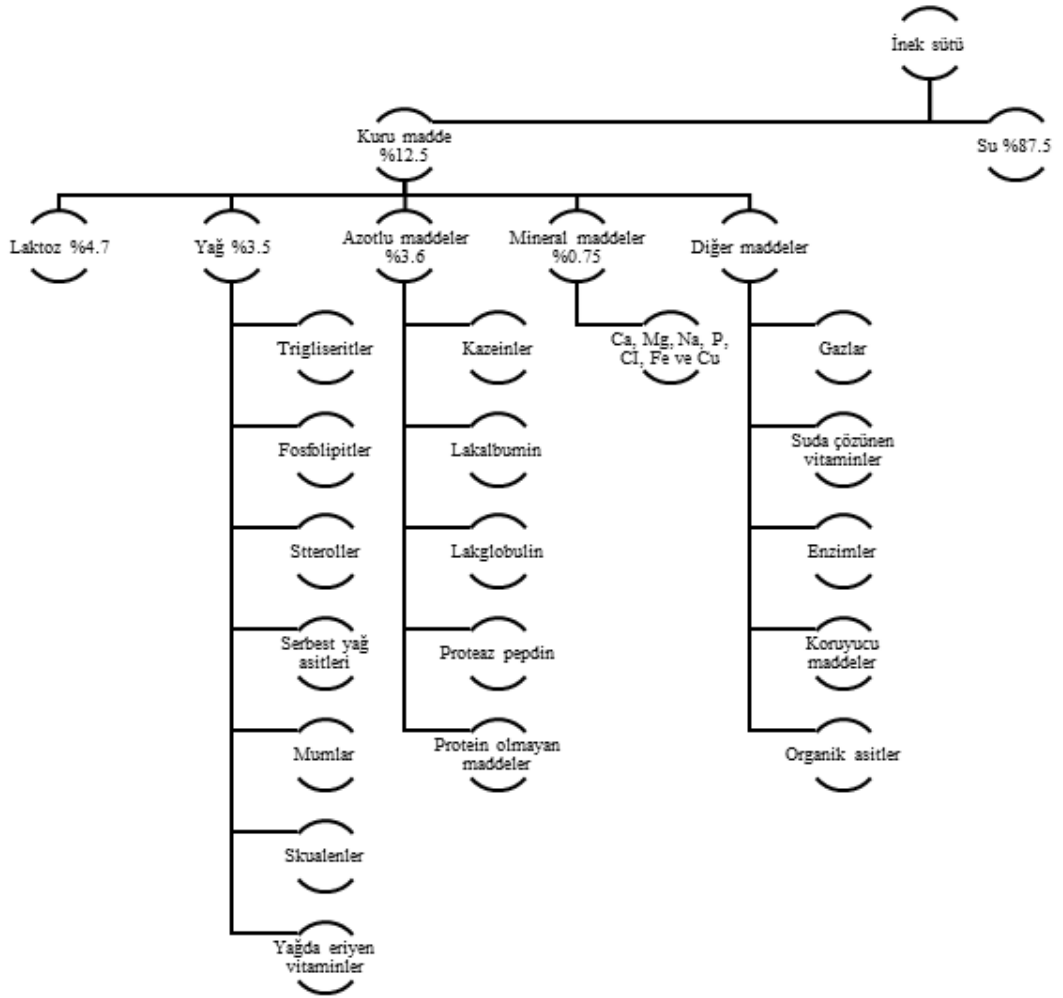 İnek sütü
Kuru madde
%12.5
Su %87.5
Laktoz %4.7
Yağ %3.5
Azotlu maddeler
%3.6
Mineral maddeler
%0.75
Diğer maddeler
Trigliseritler
Fosfolipitler
Stteroller
Serbest yağ
asitleri
Mumlar
Skualenler
Yağda eriyen
vitaminler
Kazeinler
Lakalbumin
Lakglobulin
Proteaz pepdin
Protein olmayan
maddeler
Ca, Mg, Na, P,
Cl, Fe ve Cu
Gazlar
Suda çözünen
vitaminler
Enzimler
Koruyucu
maddeler
Organik asitler